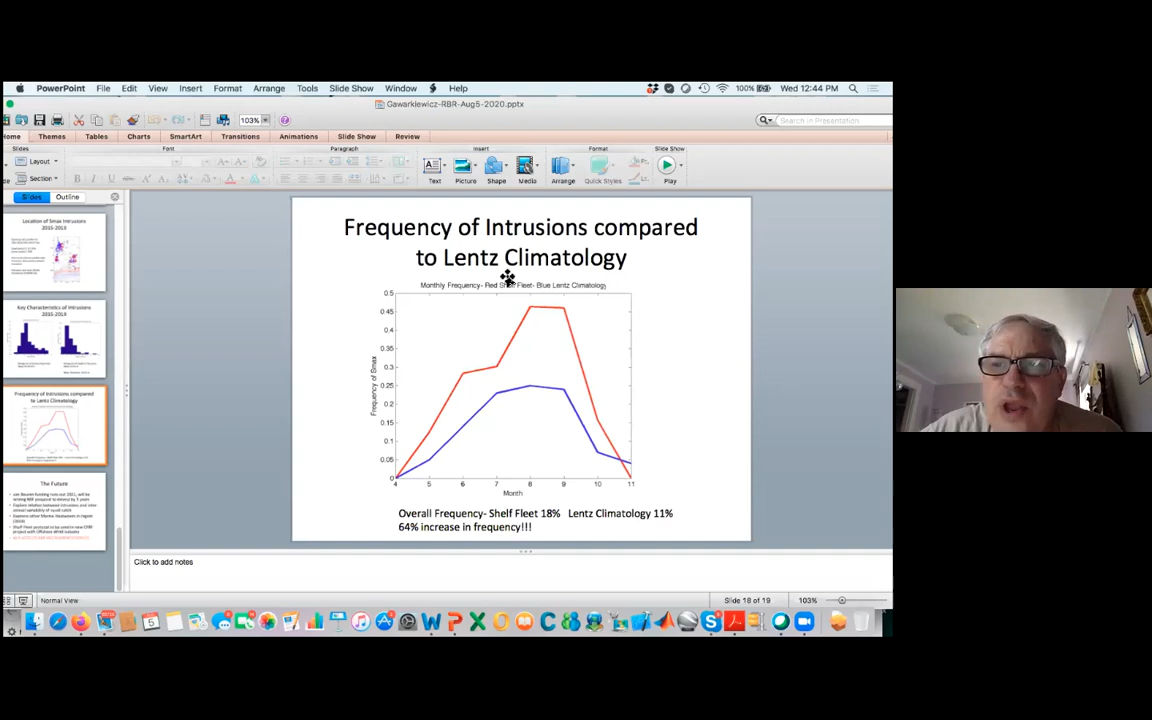 PowerPoint File Edit View Insert Format Arrange Tools Slide Show Window Help 100% Wed 12:44 PM
Gawarkiewicz-RBR-Aug5-2020.pptx
103% Search in Presentation
Home Themes Tables Charts SmartArt Transitions Animations Slide Show Review
Slides Font Paragraph Insert Format Slide Show
Layout
Section
Text Picture Shape Media Arrange Quick Styles Play
Slides Outline
Location of Smax Intrusions
2015-2019
Key Characteristics of Intrusions
2015-2019
Frequency of Intrusions compared
to Lentz Climatology
The Future
Frequency of Intrusions compared
to Lentz Climatology
Monthly Frequency- Red Shelf Fleet- Blue Lentz Climatology
0.5
0.45
0.4
0.35
0.3
0.25
0.2
0.15
0.1
0.05
0
Frequency of Smax
4 5 6 7 8 9 10 11
Month
Overall Frequency- Shelf Fleet 18% Lentz Climatology 11%
64% increase in frequency!!!
Click to add notes
Normal View Slide 18 of 19 103%